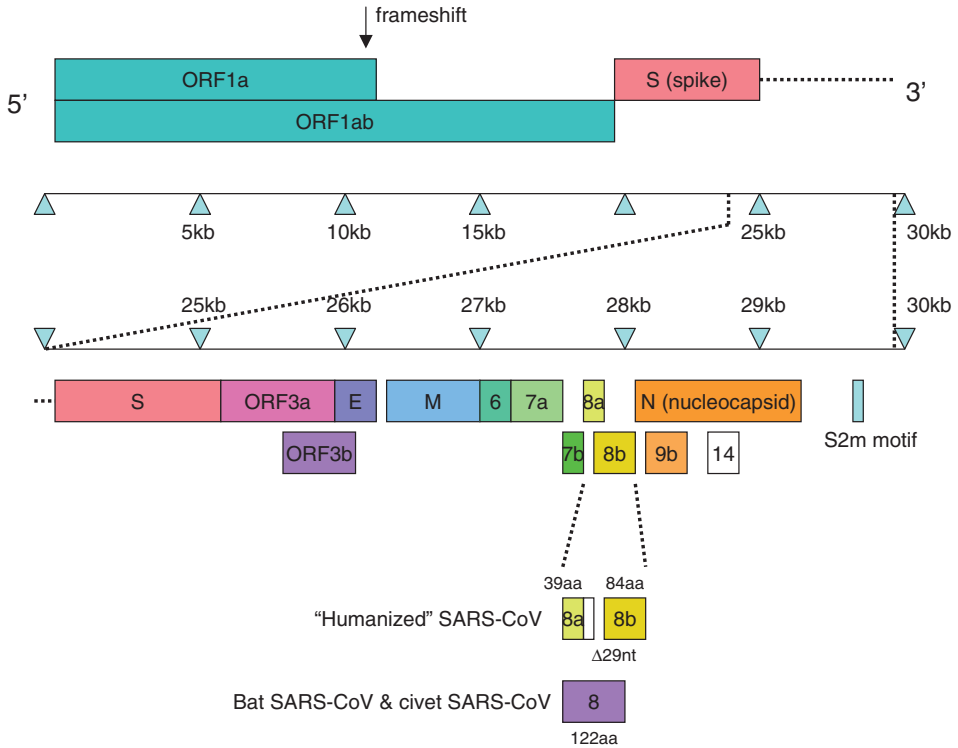 frameshift
ORF1a
S (spike)
5’
3’
ORF1ab
5kb
10kb
15kb
25kb
30kb
25kb
26kb
27kb
28kb
29kb
30kb
S
ORF3a
E
M
6
7a
8a
N (nucleocapsid)
S2m motif
ORF3b
7b
8b
9b
14
39aa
84aa
“Humanized” SARS-CoV
8a
8b
Δ29nt
Bat SARS-CoV & civet SARS-CoV
8
122aa